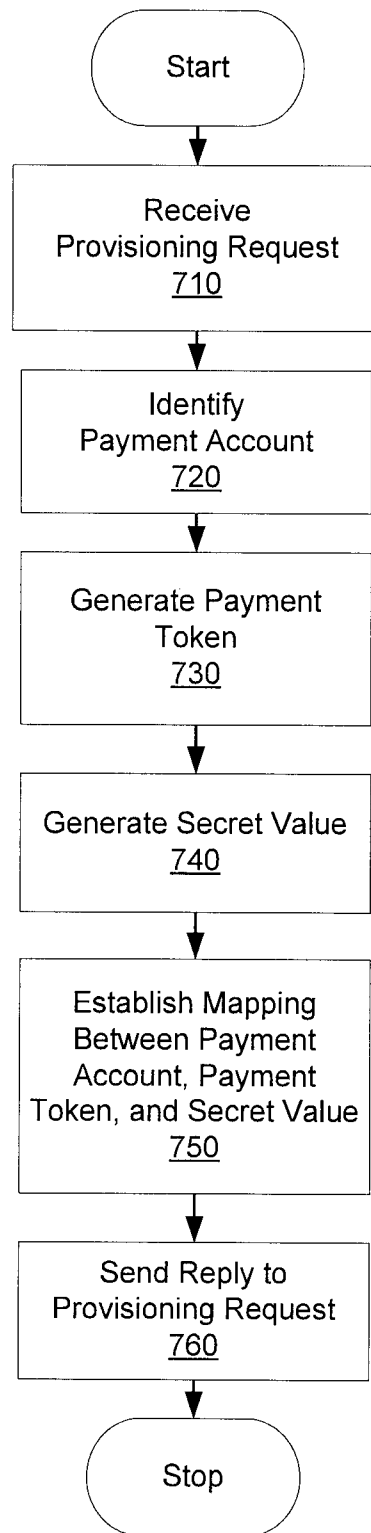 Start
Receive
Provisioning Request
710
Identify
Payment Account
720
Generate Payment
Token
730
Generate Secret Value
740
Establish Mapping
Between Payment
Account, Payment
Token, and Secret Value
750
Send Reply to
Provisioning Request
760
Stop